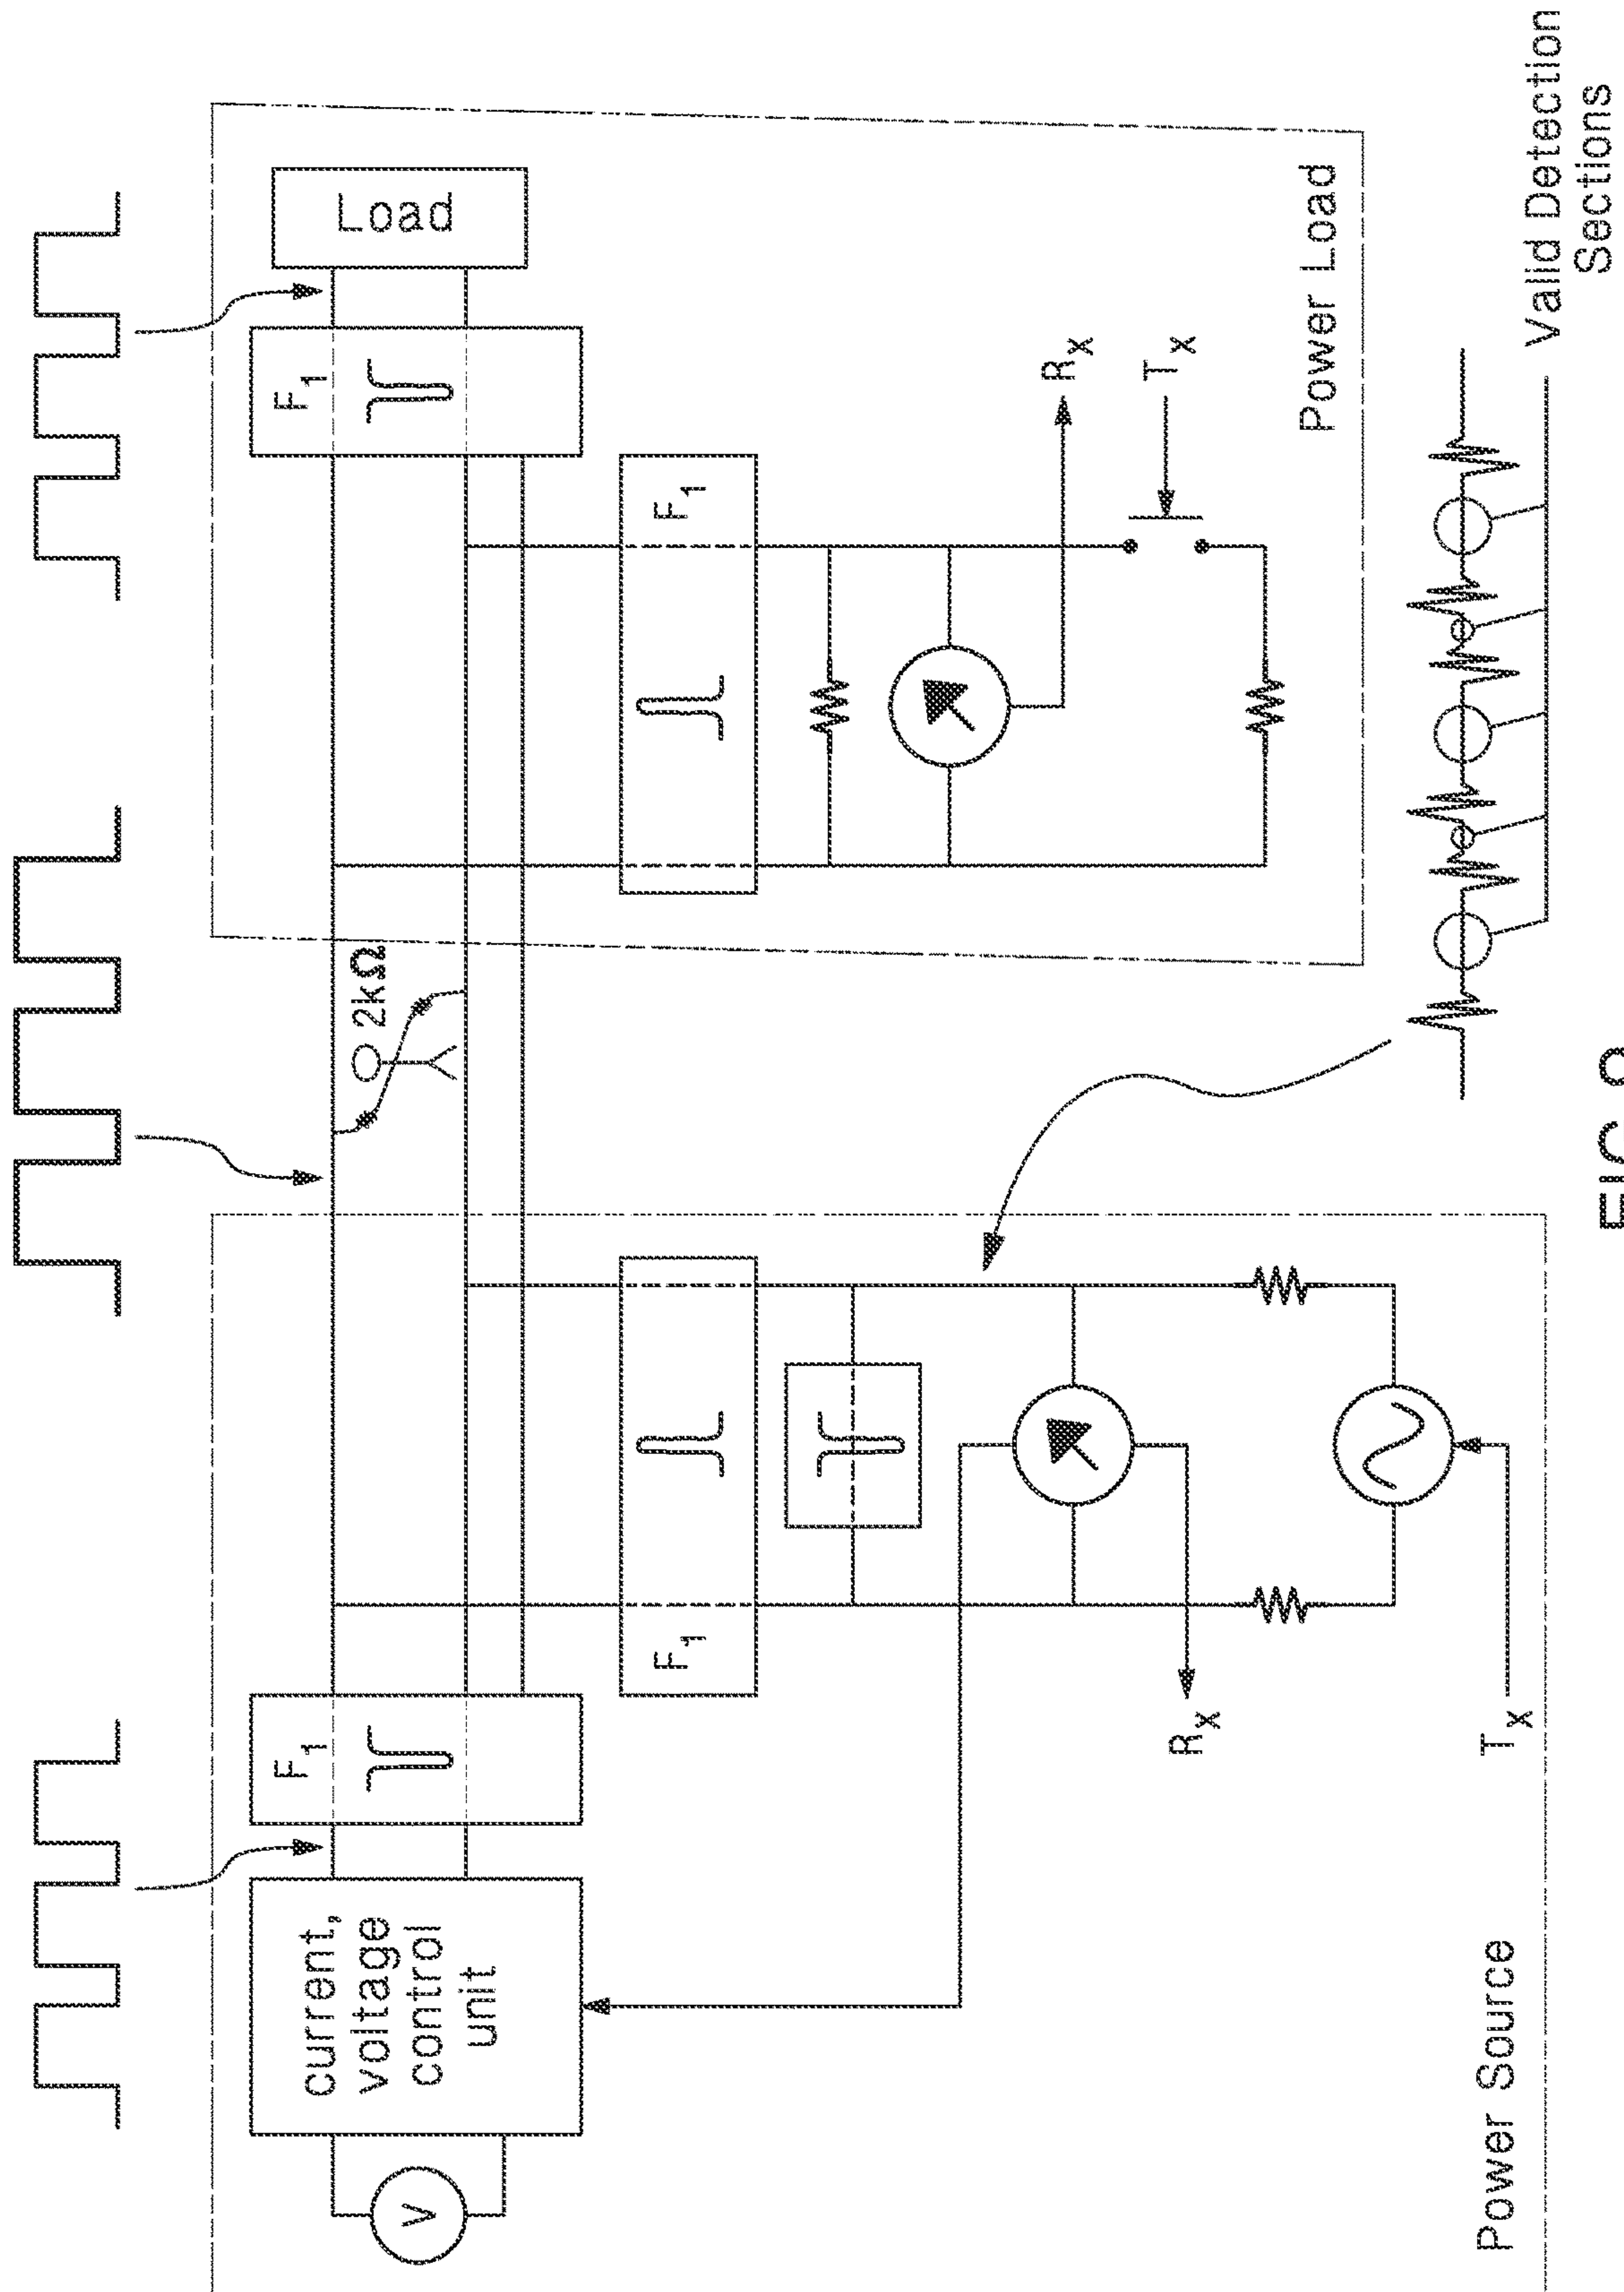 current,
voltage
control
unit
V
F1
F1
Rx
Tx
Power Source
2kΩ
F1
Load
F1
Rx
Tx
Power Load
Valid Detection
Sections